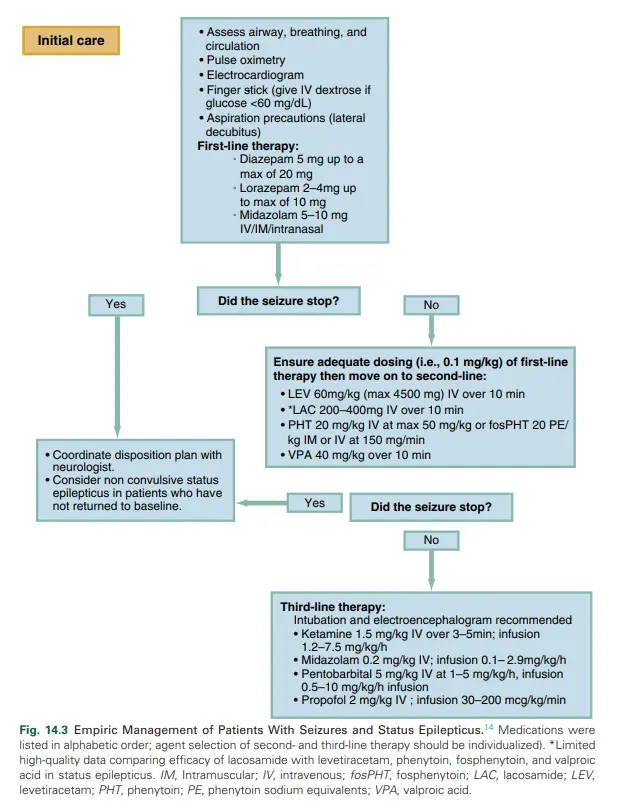 Initial care
• Assess airway, breathing, and
circulation
• Pulse oximetry
• Electrocardiogram
• Finger stick (give IV dextrose if
glucose <60 mg/dL)
• Aspiration precautions (lateral
decubitus)
First-line therapy:
◦ Diazepam 5 mg up to a
max of 20 mg
◦ Lorazepam 2–4mg up
to max of 10 mg
◦ Midazolam 5–10 mg
IV/IM/intranasal
Did the seizure stop?
Yes
No
Ensure adequate dosing (i.e., 0.1 mg/kg) of first-line
therapy then move on to second-line:
• LEV 60mg/kg (max 4500 mg) IV over 10 min
• *LAC 200–400mg IV over 10 min
• PHT 20 mg/kg IV at max 50 mg/kg or fosPHT 20 PE/
kg IM or IV at 150 mg/min
• VPA 40 mg/kg over 10 min
• Coordinate disposition plan with
neurologist.
• Consider non convulsive status
epilepticus in patients who have
not returned to baseline.
Yes
Did the seizure stop?
No
Third-line therapy:
Intubation and electroencephalogram recommended
• Ketamine 1.5 mg/kg IV over 3–5min; infusion
1.2–7.5 mg/kg/h
• Midazolam 0.2 mg/kg IV; infusion 0.1– 2.9mg/kg/h
• Pentobarbital 5 mg/kg IV at 1–5 mg/kg/h, infusion
0.5–10 mg/kg/h infusion
• Propofol 2 mg/kg IV ; infusion 30–200 mcg/kg/min
Fig. 14.3 Empiric Management of Patients With Seizures and Status Epilepticus.14 Medications were
listed in alphabetic order; agent selection of second- and third-line therapy should be individualized). *Limited
high-quality data comparing efficacy of lacosamide with levetiracetam, phenytoin, fosphenytoin, and valproic
acid in status epilepticus. IM, Intramuscular; IV, intravenous; fosPHT, fosphenytoin; LAC, lacosamide; LEV,
levetiracetam; PHT, phenytoin; PE, phenytoin sodium equivalents; VPA, valproic acid.